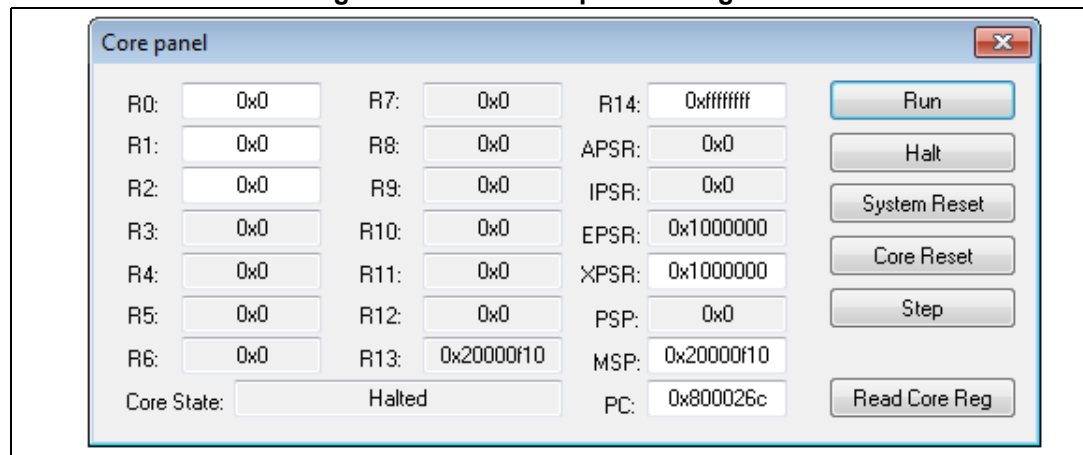 Core panel
R0: 0x0 R7: 0x0 R14: 0xffffffff Run
R1: 0x0 R8: 0x0 APSR: 0x0 Halt
R2: 0x0 R9: 0x0 IPSR: 0x0 System Reset
R3: 0x0 R10: 0x0 EPSR: 0x1000000 Core Reset
R4: 0x0 R11: 0x0 XPSR: 0x1000000
R5: 0x0 R12: 0x0 PSP: 0x0 Step
R6: 0x0 R13: 0x20000f10 MSP: 0x20000f10
Core State: Halted PC: 0x800026c Read Core Reg